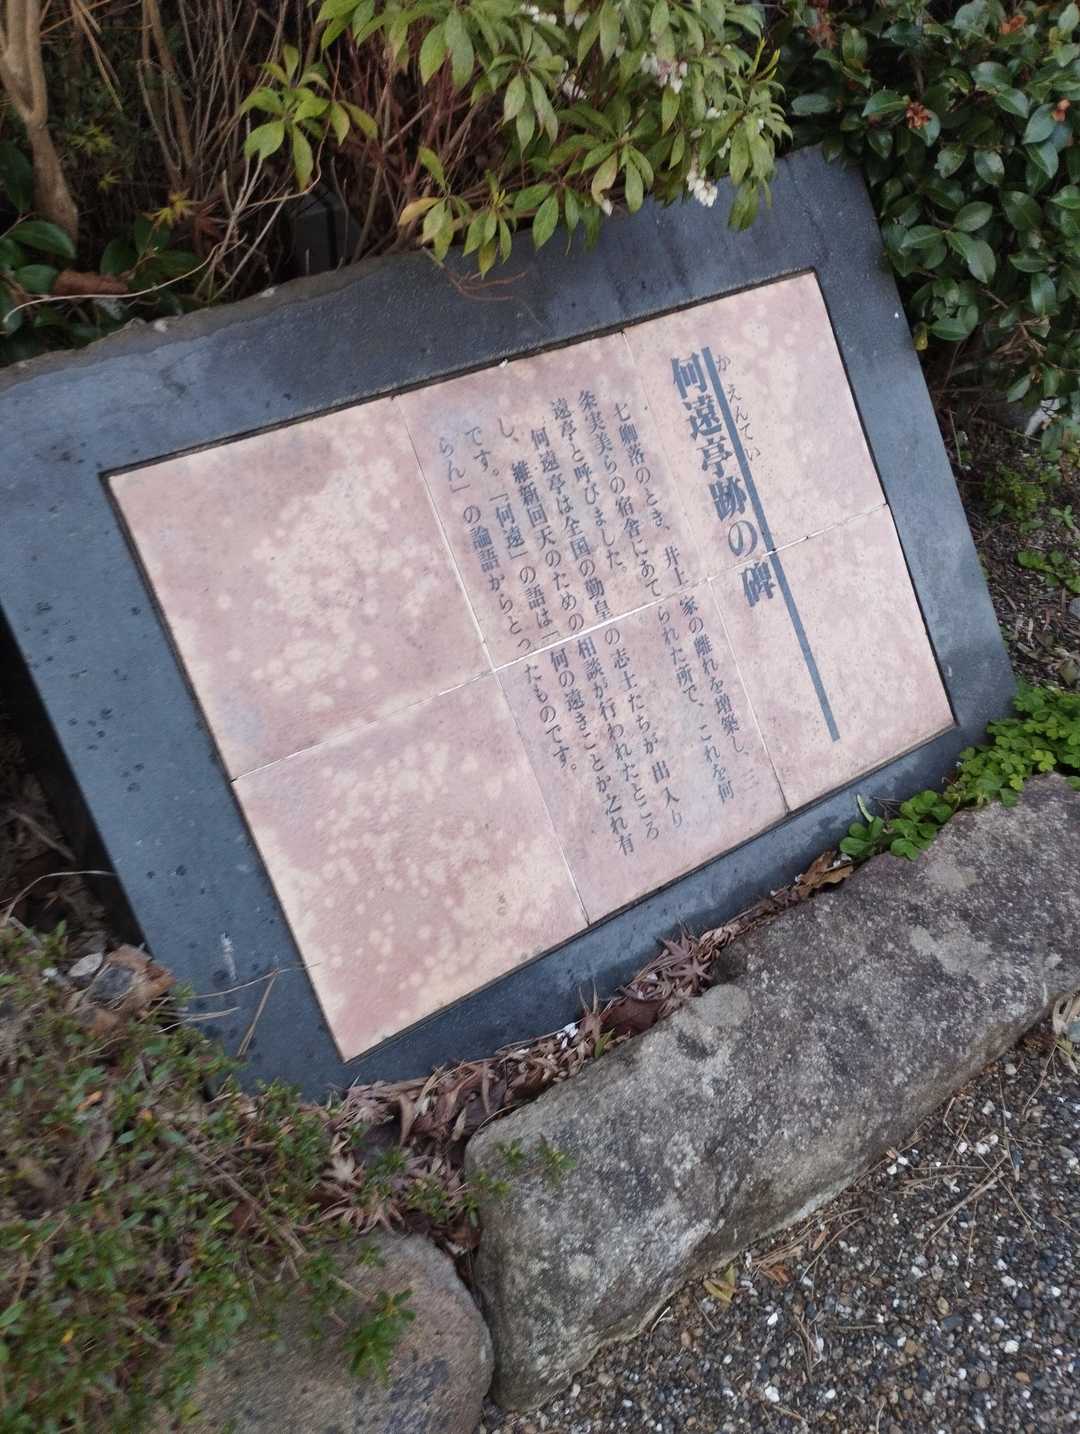 何遠亭跡の碑
かえんてい
七卿落のとき、井上家の離れを増築し、三
条実美らの宿舎にあてられた所で、これを何
遠亭と呼びました。
何遠亭は全国の勤皇の志士たちが出入り
し、維新回天のための相談が行われたところ
です。「何遠」の語は「何の遠きことか之れ有
らん」の論語からとったものです。